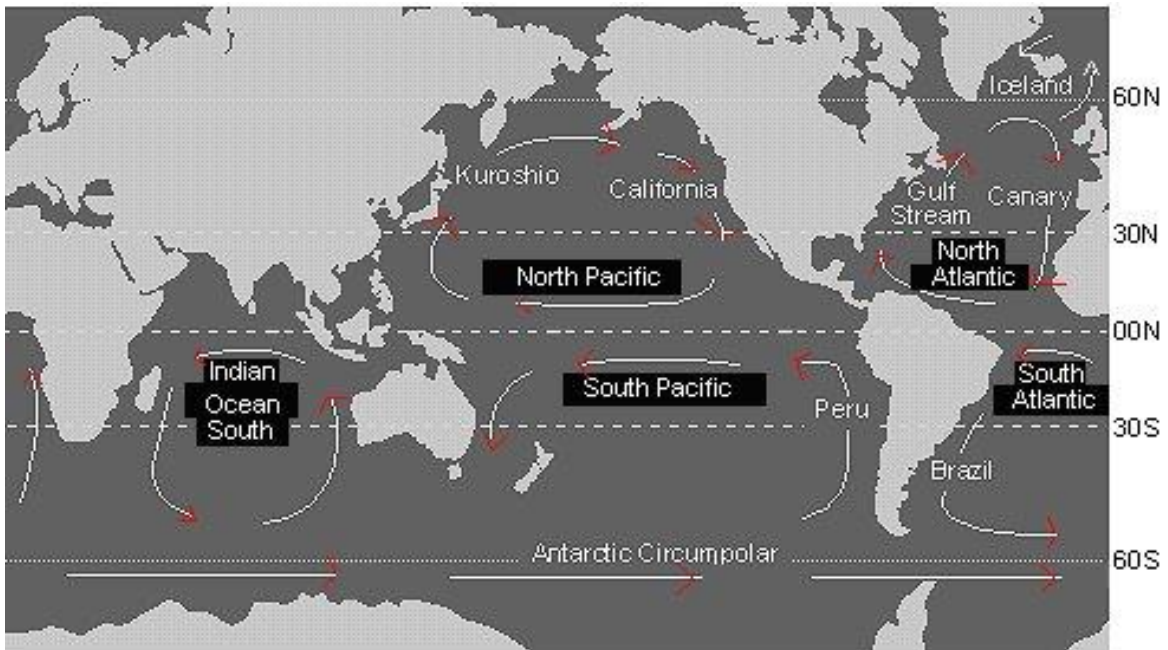 Iceland
60N
Kuroshio
California
Gulf
Stream
Canary
30N
North
Atlantic
North Pacific
00N
Indian
Ocean
South
South Pacific
South
Atlantic
Peru
30S
Brazil
Antarctic Circumpolar
60S